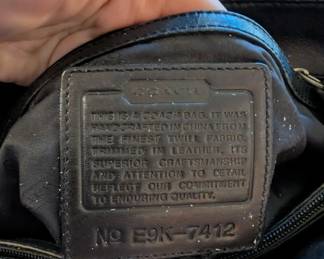 COACH
THIS IS A COACH BAG. IT WAS
HANDCRAFTED IN CHINA FROM
THE FINEST TWILL FABRIC,
TRIMMED IN LEATHER. ITS
SUPERIOR CRAFTSMANSHIP
AND ATTENTION TO DETAIL
REFLECT OUR COMMITMENT
TO ENDURING QUALITY.
No E9K-7412